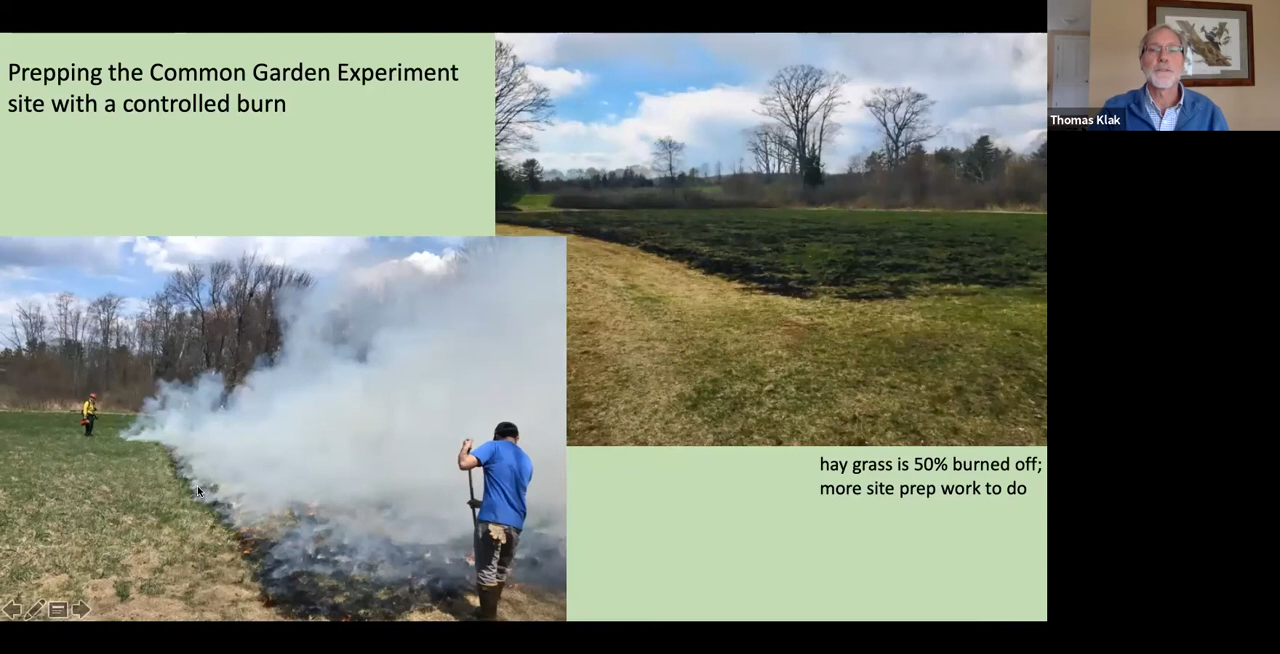 Prepping the Common Garden Experiment
site with a controlled burn
Thomas Klak
hay grass is 50% burned off;
more site prep work to do